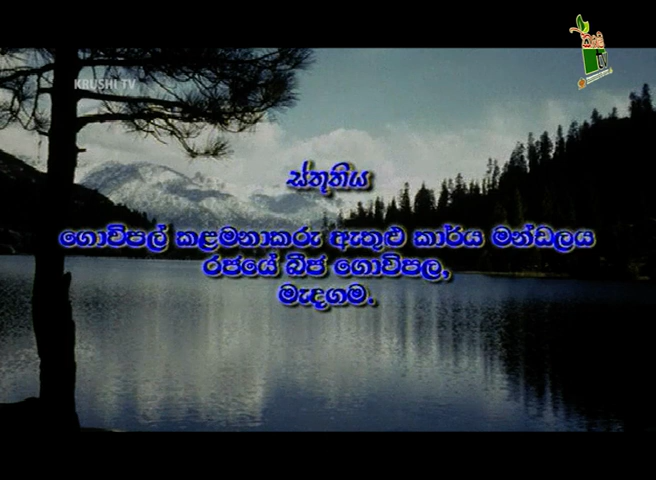 KRUSHI TV
ස්තූතිය
ගොවිපල් කළමනාකරු ඇතුළු කාර්ය මන්ඩලය
රජයේ බීජ ගොවිපල,
මැදගම.